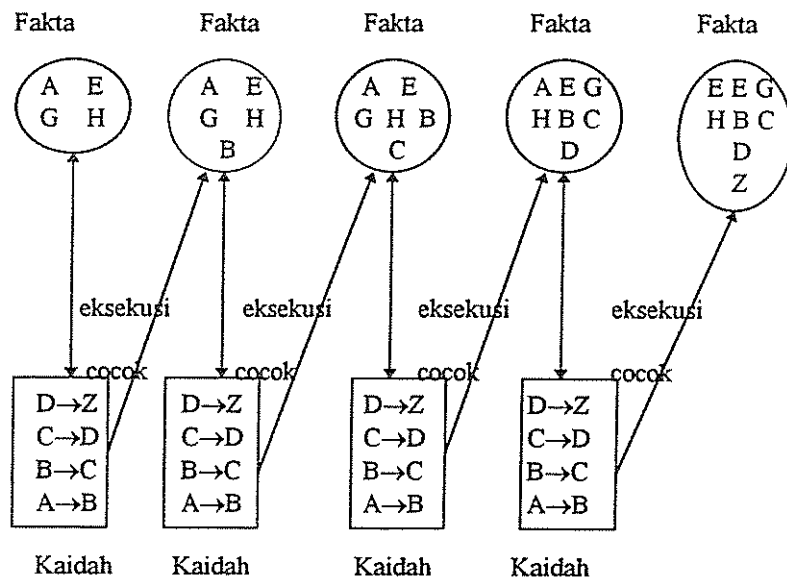 Fakta Fakta Fakta Fakta Fakta
A E A E A E A E G E E G
G H G H G H B H B C H B C
B C D D
Z
eksekusi eksekusi eksekusi eksekusi
cocok cocok cocok cocok
D→Z D→Z D→Z D→Z
C→D C→D C→D C→D
B→C B→C B→C B→C
A→B A→B A→B A→B
Kaidah Kaidah Kaidah Kaidah